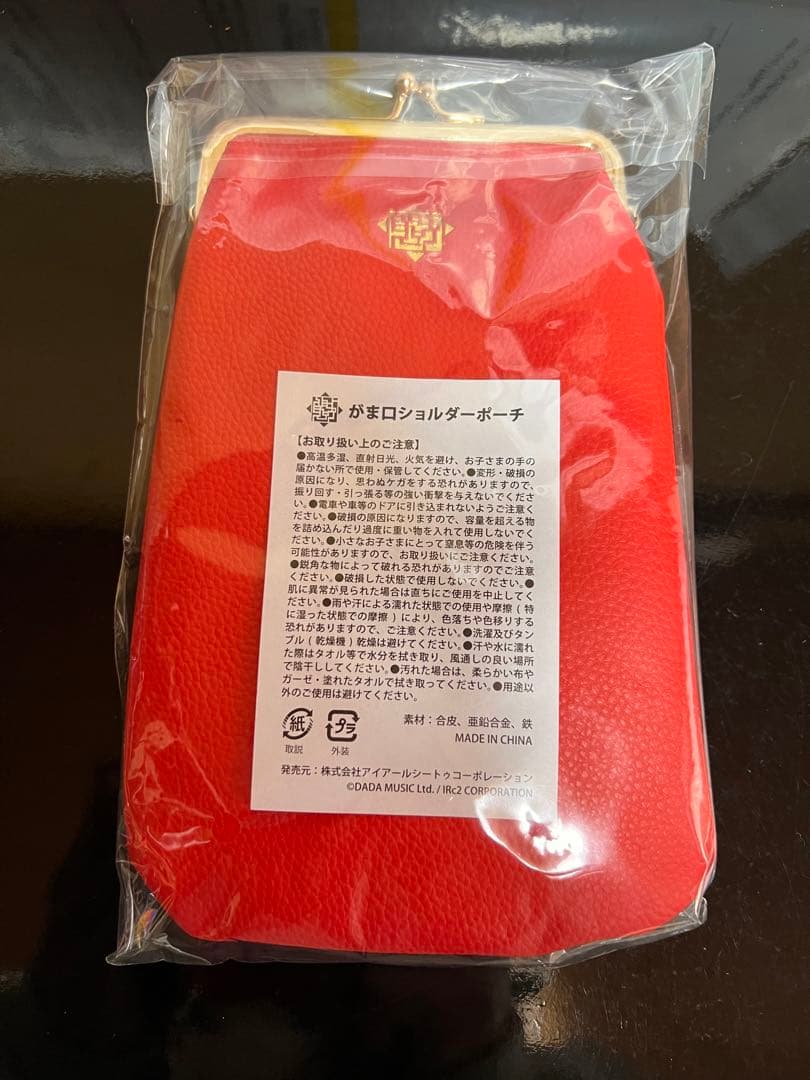 がま口ショルダーポーチ
【お取り扱い上のご注意】
●高温多湿、直射日光、火気を避け、お子さまの手の
届かない所で使用・保管してください。●変形・破損の
原因になり、思わぬケガをする恐れがありますので、
振り回す・引っ張る等の強い衝撃を与えないでくださ
い。●電車や車等のドアに引き込まれないようご注意く
ださい。●破損の原因になりますので、容量を超える物
を詰め込んだり過度に重い物を入れて使用しないでく
ださい。●小さなお子さまにとって窒息等の危険を伴う
可能性がありますので、お取り扱いにご注意ください。
●鋭角な物によって破れる恐れがありますのでご注意
ください。●破損した状態で使用しないでください。●
肌に異常が見られた場合は直ちにご使用を中止してく
ださい。●雨や汗による濡れた状態での使用や摩擦 ( 特
に湿った状態での摩擦 ) により、色落ちや色移りする
恐れがありますので、ご注意ください。●洗濯及びタン
ブル ( 乾燥機 ) 乾燥は避けてください。●汗や水に濡れ
た際はタオル等で水分を拭き取り、風通しの良い場所
で陰干ししてください。●汚れた場合は、柔らかい布や
ガーゼ・塗れたタオルで拭き取ってください。●用途以
外のご使用は避けてください。
紙
取説
プラ
外装
素材：合皮、亜鉛合金、鉄
MADE IN CHINA
発売元：株式会社アイアールシートゥコーポレーション
©DADA MUSIC Ltd. / IRc2 CORPORATION